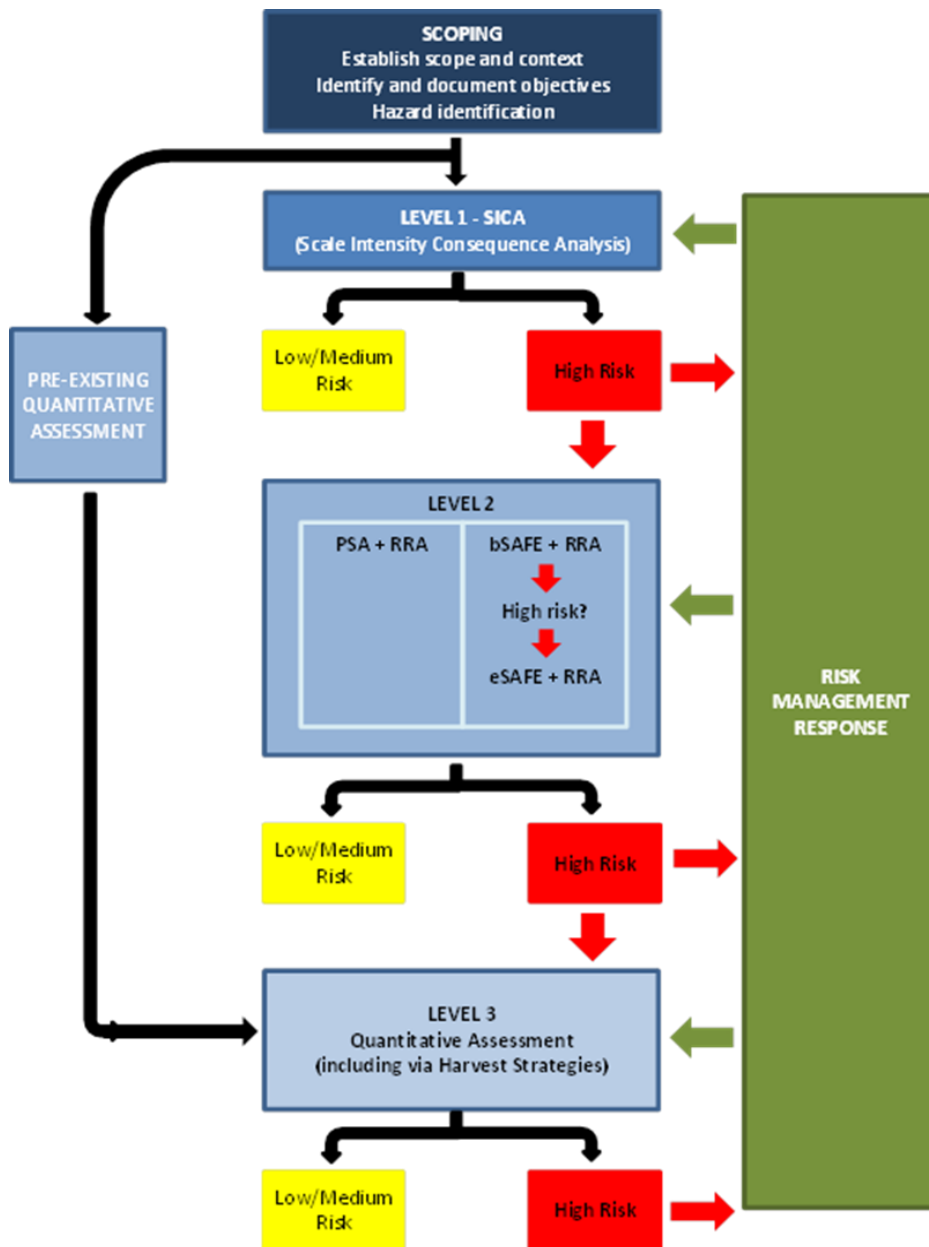 SCOPING
Establish scope and context
Identify and document objectives
Hazard identification
LEVEL 1 - SICA
(Scale Intensity Consequence Analysis)
Low/Medium
Risk
High Risk
PRE-EXISTING
QUANTITATIVE
ASSESSMENT
LEVEL 2
PSA + RRA
bSAFE + RRA
High risk?
eSAFE + RRA
RISK
MANAGEMENT
RESPONSE
Low/Medium
Risk
High Risk
LEVEL 3
Quantitative Assessment
(including via Harvest Strategies)
Low/Medium
Risk
High Risk